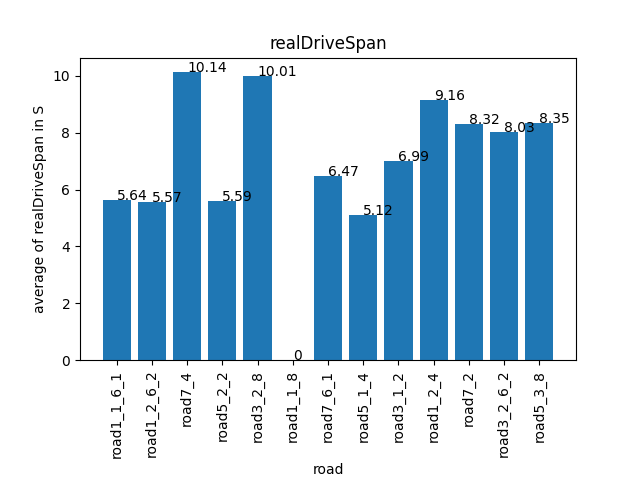 realDriveSpan
average of realDriveSpan in S
10
8
6
4
2
0
5.64
5.57
10.14
5.59
10.01
0
6.47
5.12
6.99
9.16
8.32
8.03
8.35
road1_1_6_1
road1_2_6_2
road7_4
road5_2_2
road3_2_8
road1_1_8
road7_6_1
road5_1_4
road3_1_2
road1_2_4
road7_2
road3_2_6_2
road5_3_8
road